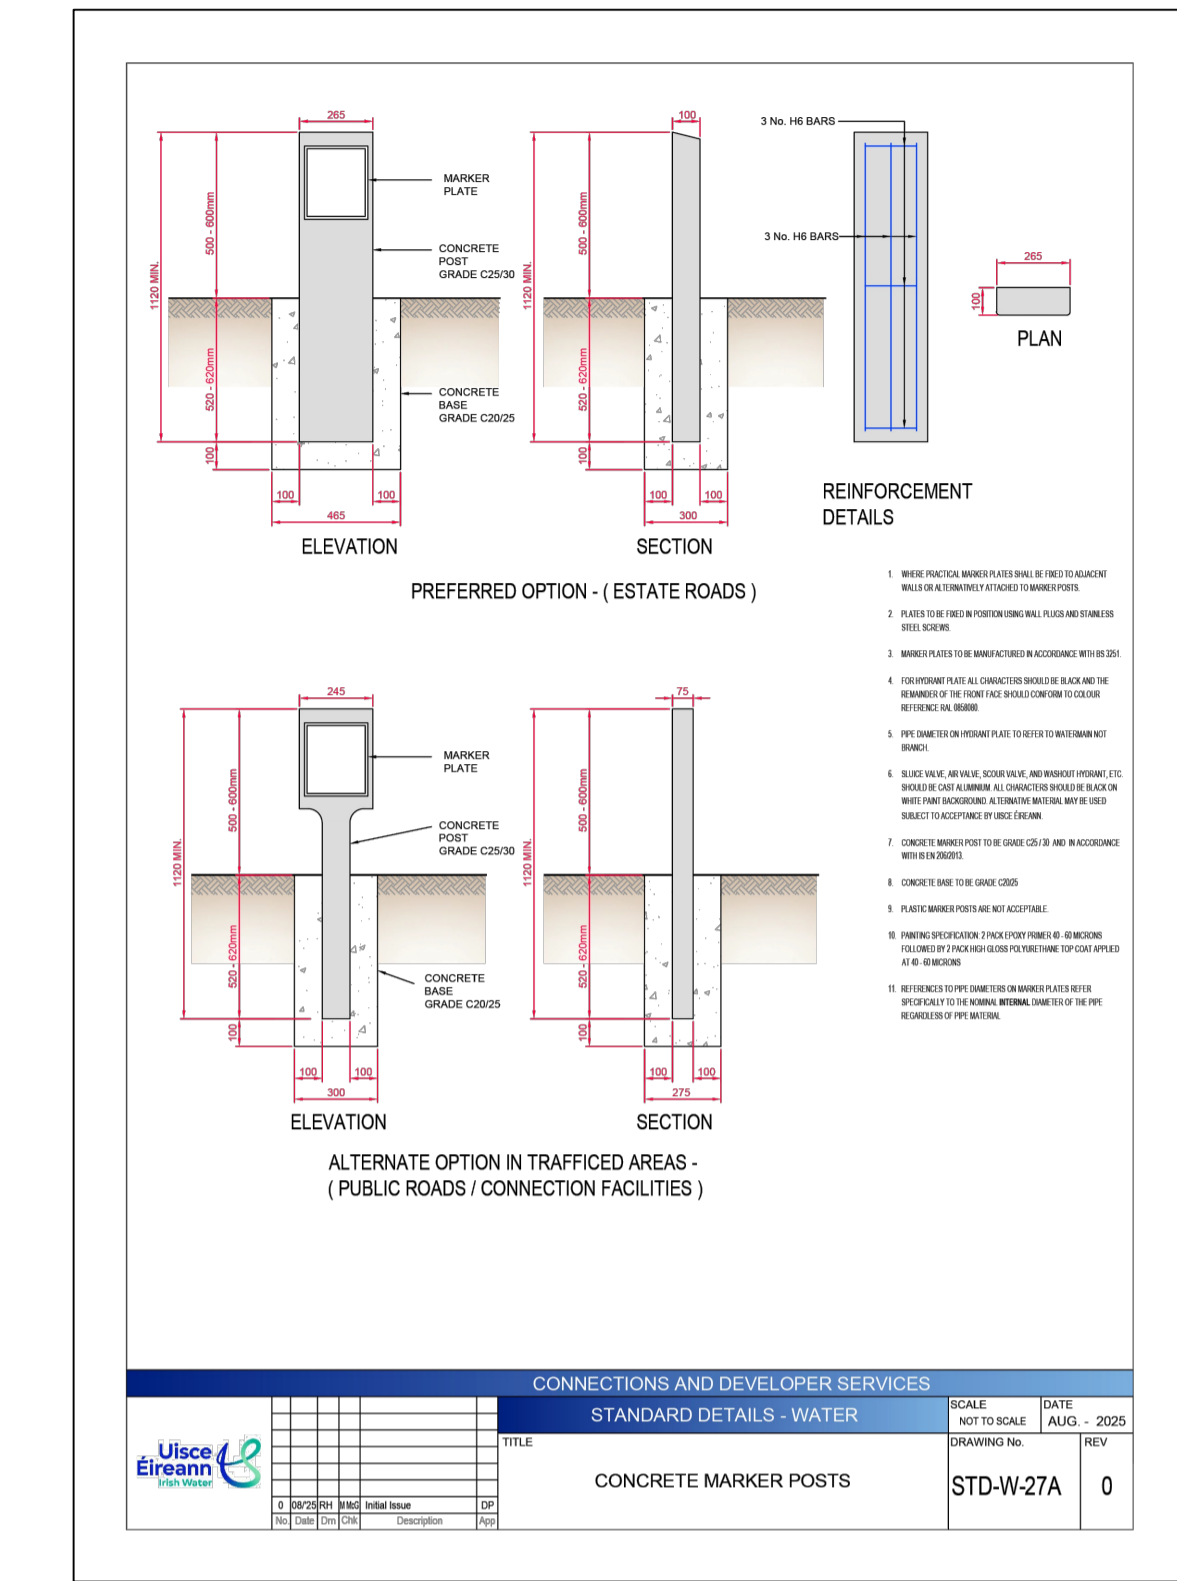 265
500 - 600mm
1120 MIN.
520 - 620mm
100
100
100
465
MARKER
PLATE
CONCRETE
POST
GRADE C25/30
CONCRETE
BASE
GRADE C20/25
ELEVATION
100
500 - 600mm
1120 MIN.
520 - 620mm
100
100
100
300
SECTION
3 No. H6 BARS
3 No. H6 BARS
REINFORCEMENT
DETAILS
265
100
PLAN
PREFERRED OPTION - ( ESTATE ROADS )
245
500 - 600mm
1120 MIN.
520 - 620mm
100
100
100
300
MARKER
PLATE
CONCRETE
POST
GRADE C25/30
CONCRETE
BASE
GRADE C20/25
ELEVATION
75
500 - 600mm
1120 MIN.
520 - 620mm
100
100
100
275
SECTION
ALTERNATE OPTION IN TRAFFICED AREAS -
( PUBLIC ROADS / CONNECTION FACILITIES )
1. WHERE PRACTICAL MARKER PLATES SHALL BE FIXED TO ADJACENT
WALLS OR ALTERNATIVELY ATTACHED TO MARKER POSTS.
2. PLATES TO BE FIXED IN POSITION USING WALL PLUGS AND STAINLESS
STEEL SCREWS.
3. MARKER PLATES TO BE MANUFACTURED IN ACCORDANCE WITH BS 3251.
4. FOR HYDRANT PLATE ALL CHARACTERS SHOULD BE BLACK AND THE
REMAINDER OF THE FRONT FACE SHOULD CONFORM TO COLOUR
REFERENCE RAL 0858080.
5. PIPE DIAMETER ON HYDRANT PLATE TO REFER TO WATERMAIN NOT
BRANCH.
6. SLUICE VALVE, AIR VALVE, SCOUR VALVE, AND WASHOUT HYDRANT, ETC.
SHOULD BE CAST ALUMINIUM. ALL CHARACTERS SHOULD BE BLACK ON
WHITE PAINT BACKGROUND. ALTERNATIVE MATERIAL MAY BE USED
SUBJECT TO ACCEPTANCE BY UISCE ÉIREANN.
7. CONCRETE MARKER POST TO BE GRADE C25 / 30 AND IN ACCORDANCE
WITH IS EN 206/2013.
8. CONCRETE BASE TO BE GRADE C20/25
9. PLASTIC MARKER POSTS ARE NOT ACCEPTABLE.
10. PAINTING SPECIFICATION: 2 PACK EPOXY PRIMER 40 - 60 MICRONS
FOLLOWED BY 2 PACK HIGH GLOSS POLYURETHANE TOP COAT APPLIED
AT 40 - 60 MICRONS
11. REFERENCES TO PIPE DIAMETERS ON MARKER PLATES REFER
SPECIFICALLY TO THE NOMINAL INTERNAL DIAMETER OF THE PIPE
REGARDLESS OF PIPE MATERIAL
CONNECTIONS AND DEVELOPER SERVICES
STANDARD DETAILS - WATER
SCALE
NOT TO SCALE
DATE
AUG. - 2025
TITLE
CONCRETE MARKER POSTS
DRAWING No.
STD-W-27A
REV
0
Uisce
Éireann
Irish Water
0 08/'25 RH MMcG Initial Issue DP
No. Date Drn Chk Description App